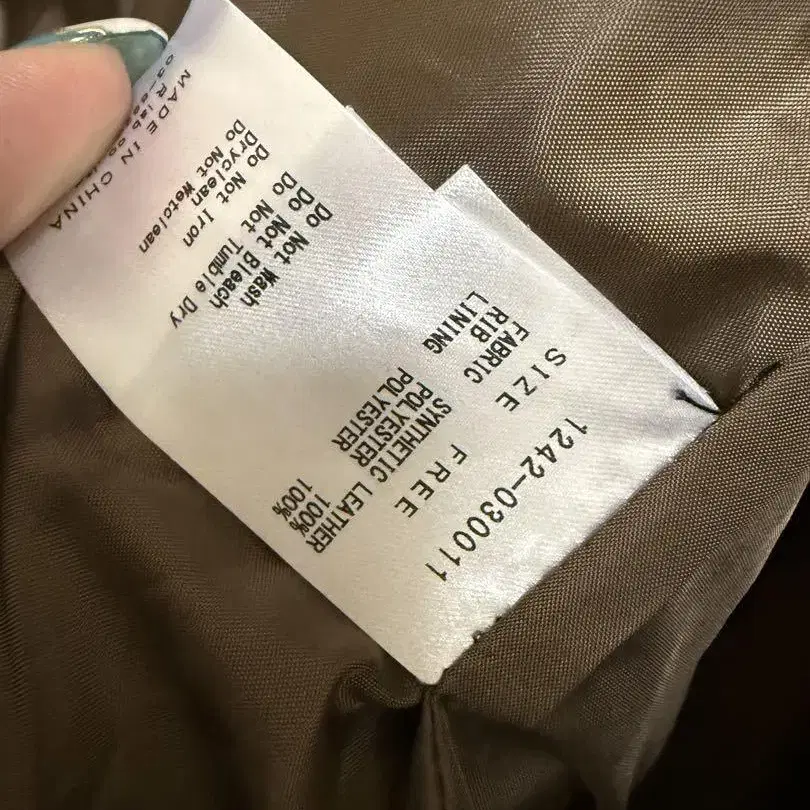 1242-030011
SIZE FREE
FABRIC SYNTHETIC LEATHER
RIB POLYESTER 100%
LINING POLYESTER 100%
Do Not Wash
Do Not Bleach
Do Not Tumble Dry
Do Not Iron
Dryclean
Do Not Wetclean
MADE IN CHINA